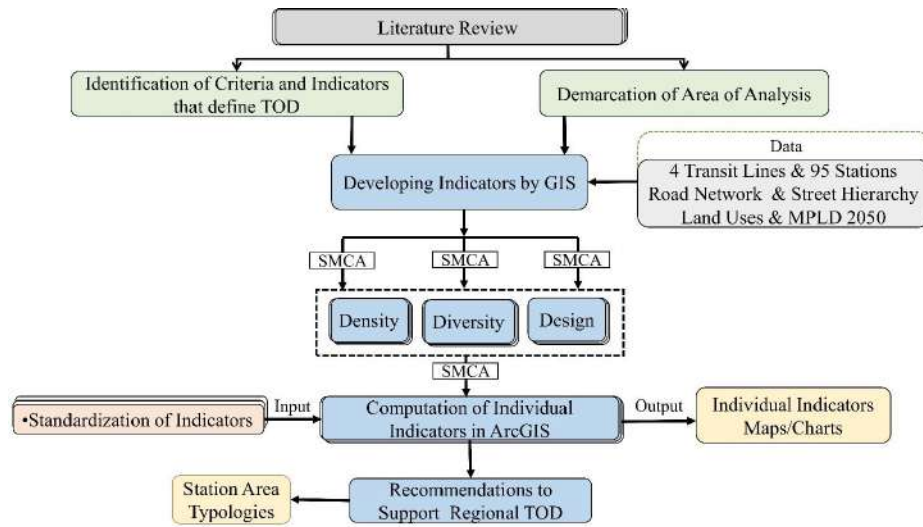 Literature Review
Identification of Criteria and Indicators
that define TOD
Demarcation of Area of Analysis
Data
4 Transit Lines & 95 Stations
Road Network & Street Hierarchy
Land Uses & MPLD 2050
Developing Indicators by GIS
SMCA
SMCA
SMCA
Density
Diversity
Design
SMCA
•Standardization of Indicators
Input
Computation of Individual
Indicators in ArcGIS
Output
Individual Indicators
Maps/Charts
Station Area
Typologies
Recommendations to
Support Regional TOD